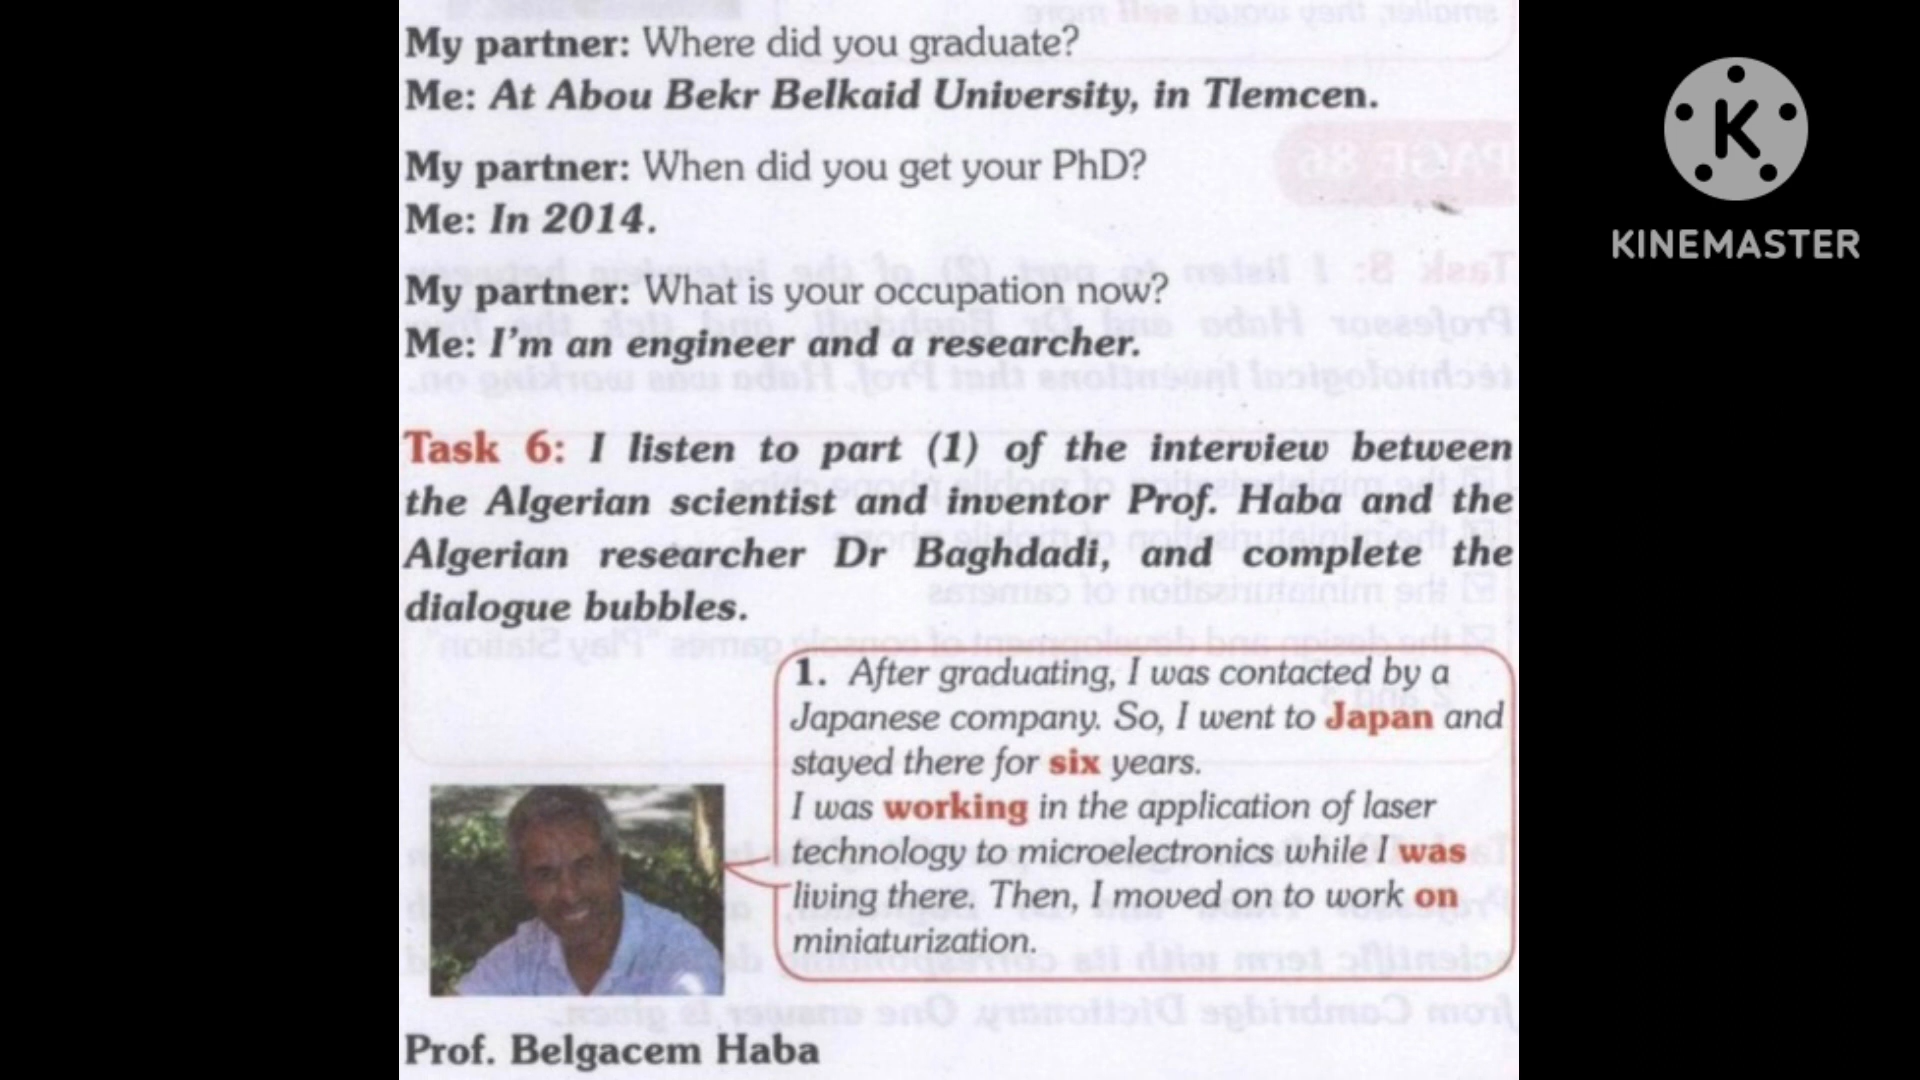 My partner: Where did you graduate?
Me: At Abou Bekr Belkaid University, in Tlemcen.
My partner: When did you get your PhD?
Me: In 2014.
My partner: What is your occupation now?
Me: I'm an engineer and a researcher.
Task 6: I listen to part (1) of the interview between
the Algerian scientist and inventor Prof. Haba and the
Algerian researcher Dr Baghdadi, and complete the
dialogue bubbles.
1. After graduating, I was contacted by a
Japanese company. So, I went to Japan and
stayed there for six years.
I was working in the application of laser
technology to microelectronics while I was
living there. Then, I moved on to work on
miniaturization.
Prof. Belgacem Haba
K
KINEMASTER